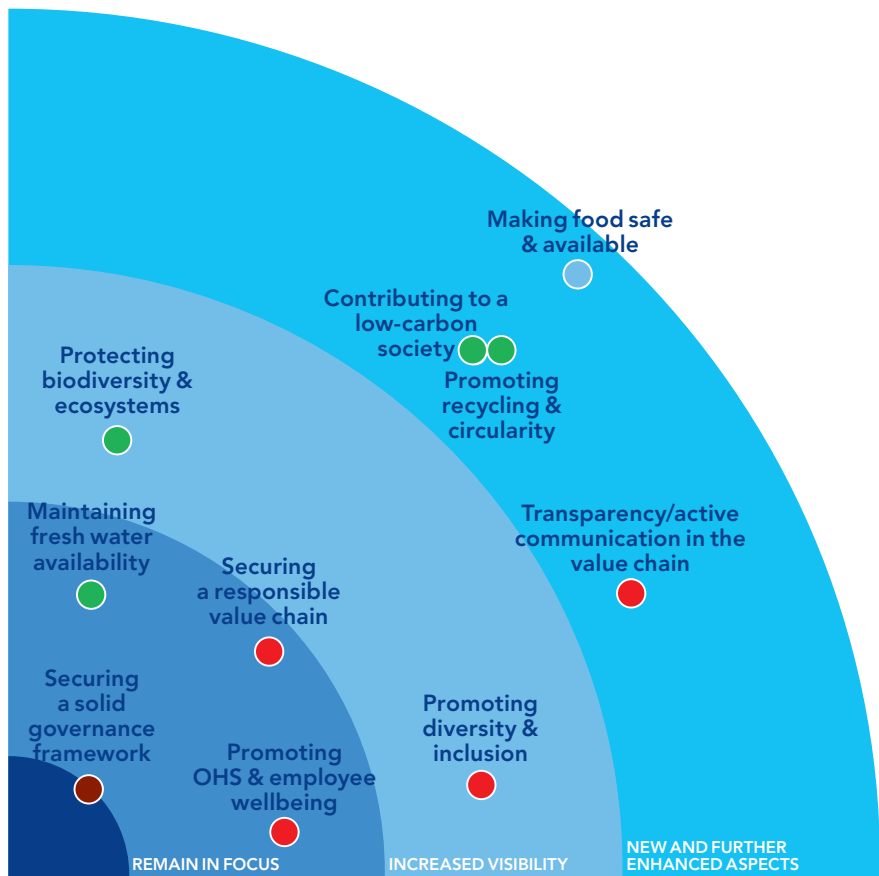 Making food safe
& available
Contributing to a
low-carbon
society
Promoting
recycling &
circularity
Protecting
biodiversity &
ecosystems
Maintaining
fresh water
availability
Transparency/active
communication in the
value chain
Securing
a responsible
value chain
Securing
a solid
governance
framework
Promoting
diversity &
inclusion
Promoting
OHS & employee
wellbeing
REMAIN IN FOCUS
INCREASED VISIBILITY
NEW AND FURTHER
ENHANCED ASPECTS